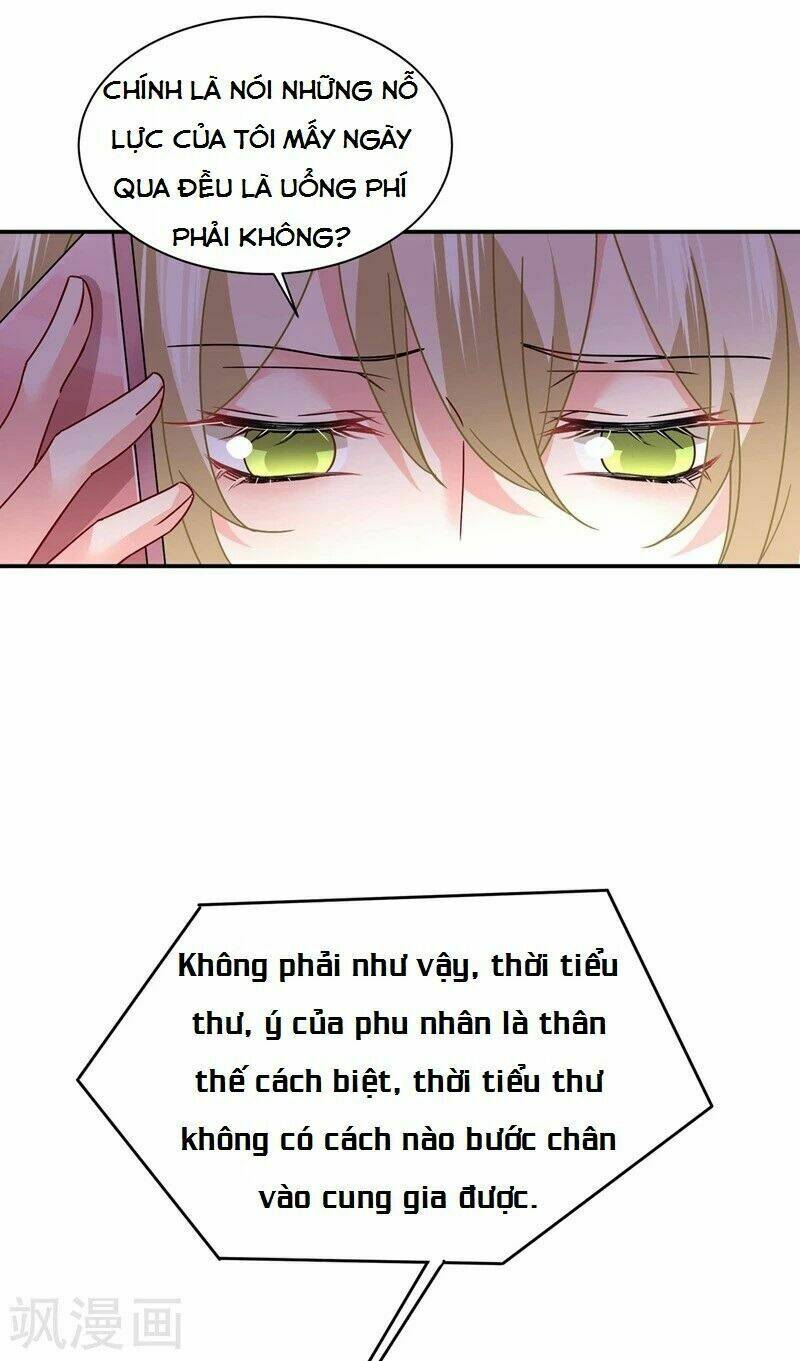 CHÍNH LÀ NÓI NHỮNG NỖ
LỰC CỦA TÔI MẤY NGÀY
QUA ĐỀU LÀ UỔNG PHÍ
PHẢI KHÔNG?
Không phải như vậy, thời tiểu
thư, ý của phu nhân là thân
thế cách biệt, thời tiểu thư
không có cách nào bước chân
vào cung gia được.
飒漫画